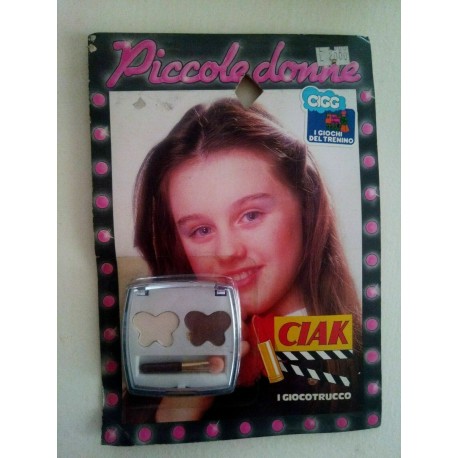 Piccole donne
CIGG
I GIOCHI
DEL TRENINO
CIAK
I GIOCOTRUCCO